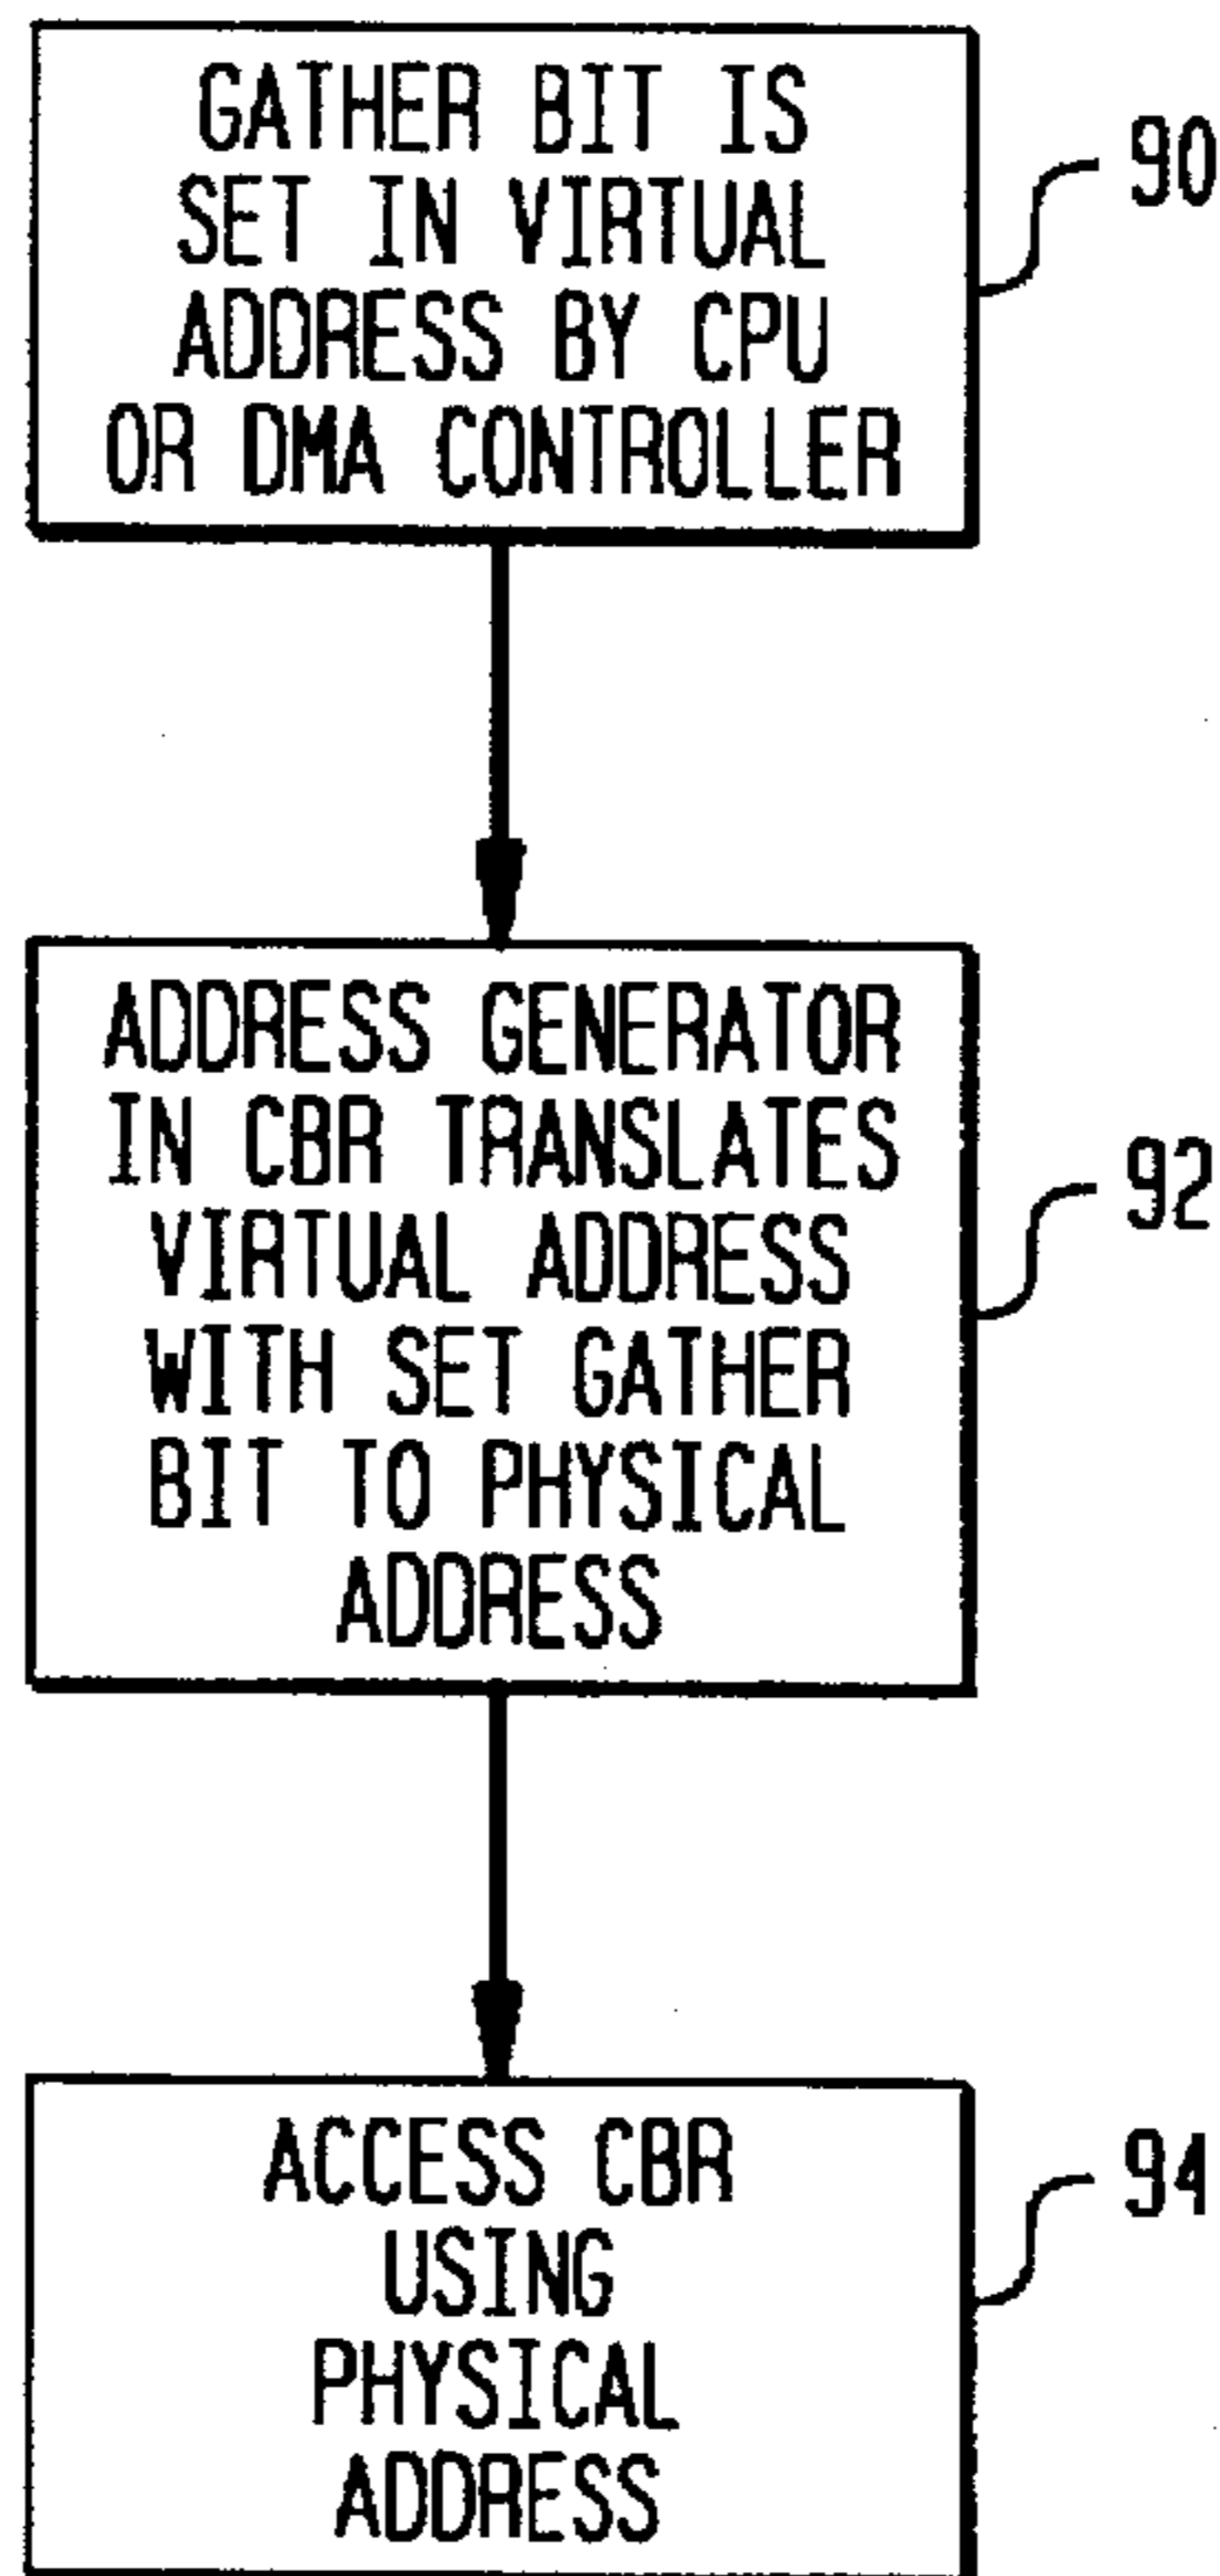 GATHER BIT IS
SET IN VIRTUAL
ADDRESS BY CPU
OR DMA CONTROLLER
90
ADDRESS GENERATOR
IN CBR TRANSLATES
VIRTUAL ADDRESS
WITH SET GATHER
BIT TO PHYSICAL
ADDRESS
92
ACCESS CBR
USING
PHYSICAL
ADDRESS
94